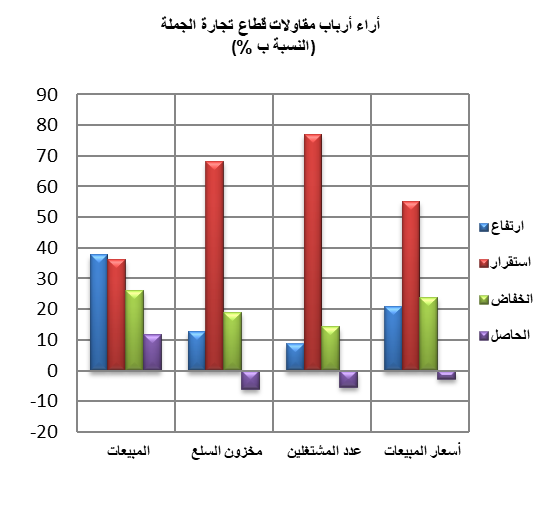 أراء أرباب مقاولات قطاع تجارة الجملة
(النسبة ب %)
90
80
70
60
50
40
30
20
10
0
-10
-20
ارتفاع
استقرار
انخفاض
الحاصل
المبيعات
مخزون السلع
عدد المشتغلين
أسعار المبيعات